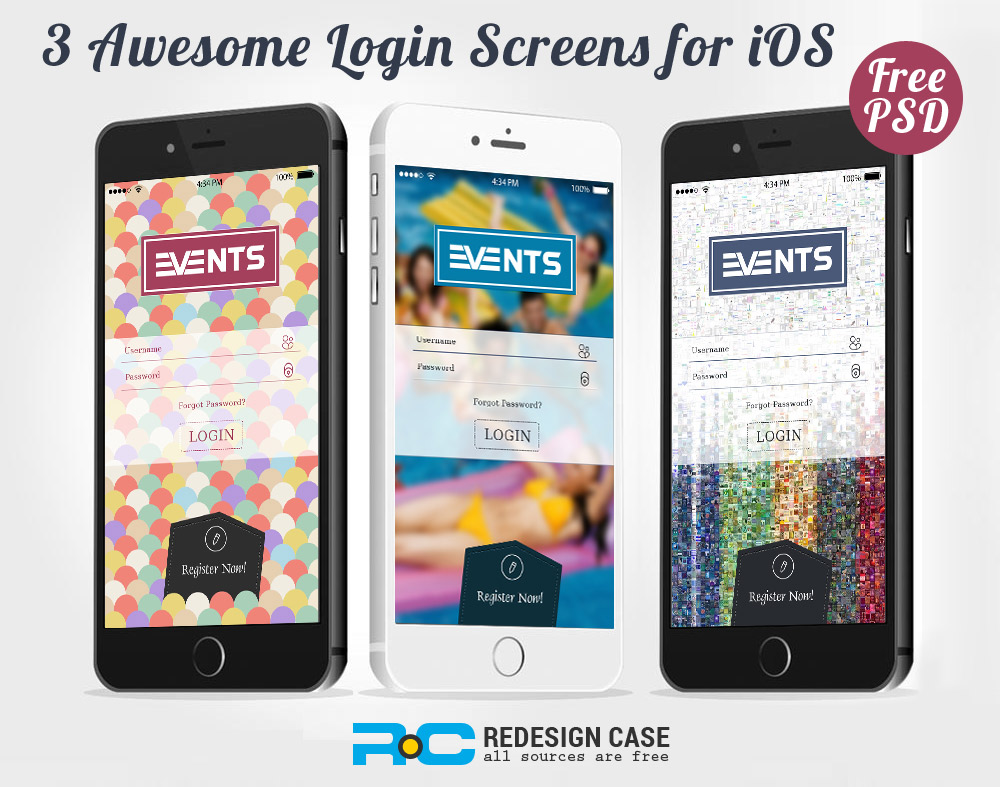 3 Awesome Login Screens for iOS
Free
PSD
4:34 PM
100%
EVENTS
Username
Password
Forgot Password?
LOGIN
Register Now!
4:34 PM
100%
EVENTS
Username
Password
Forgot Password?
LOGIN
Register Now!
4:34 PM
100%
EVENTS
Username
Password
Forgot Password?
LOGIN
Register Now!
RC
REDESIGN CASE
all sources are free